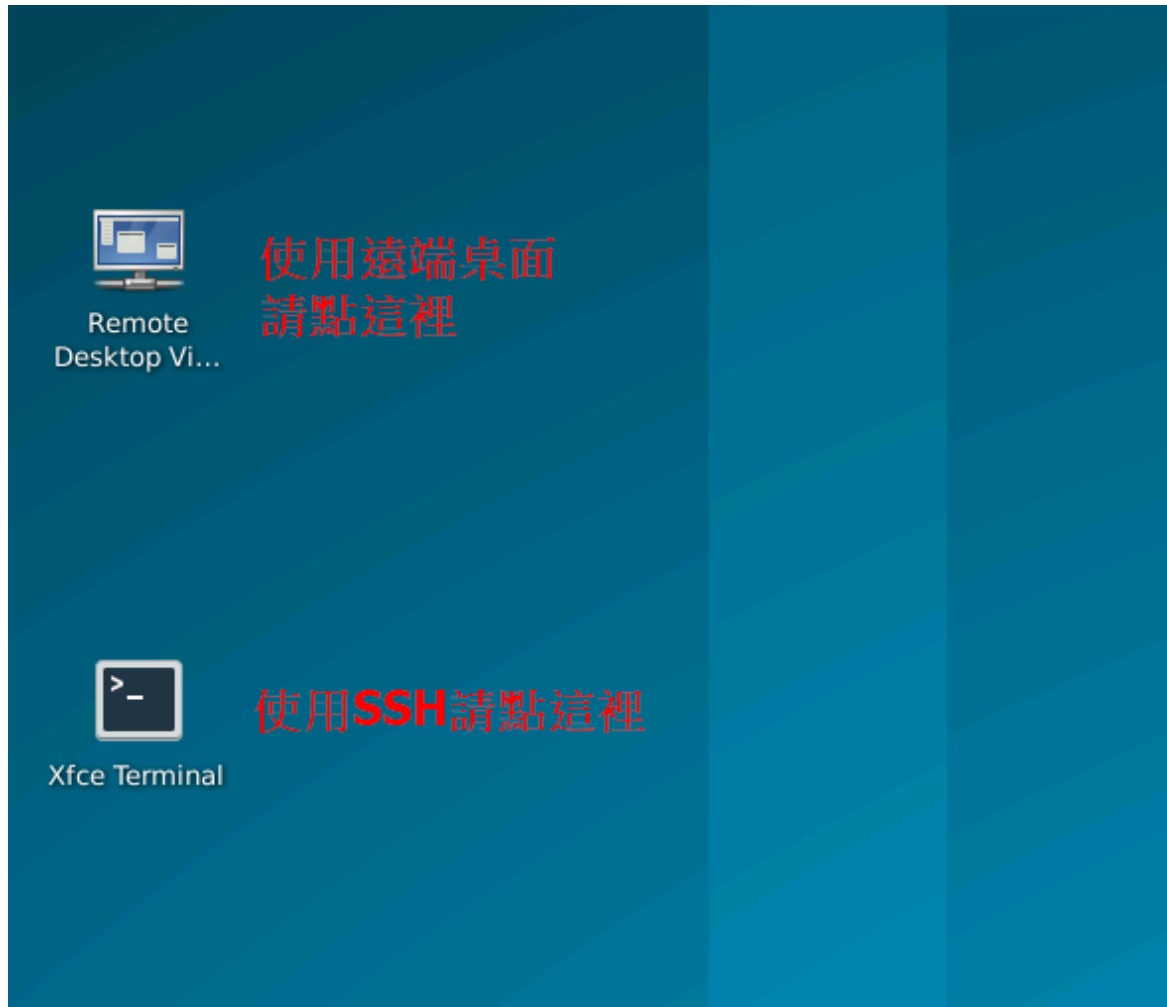 使用遠端桌面
請點這裡
Remote
Desktop Vi...
>_
使用SSH請點這裡
Xfce Terminal